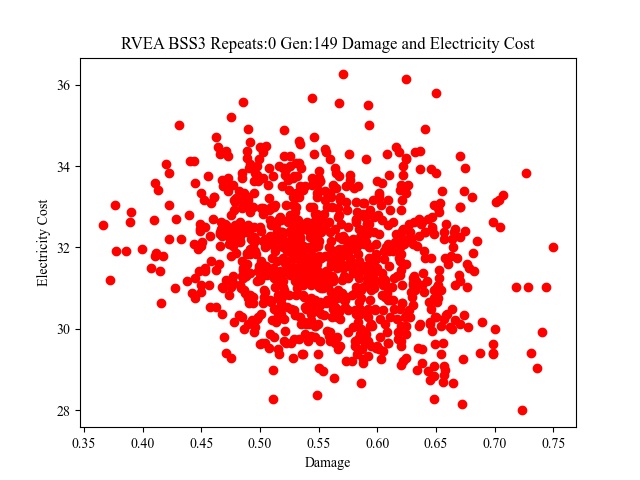 RVEA BSS3 Repeats:0 Gen:149 Damage and Electricity Cost
36
34
32
30
28
Electricity Cost
0.35 0.40 0.45 0.50 0.55 0.60 0.65 0.70 0.75
Damage